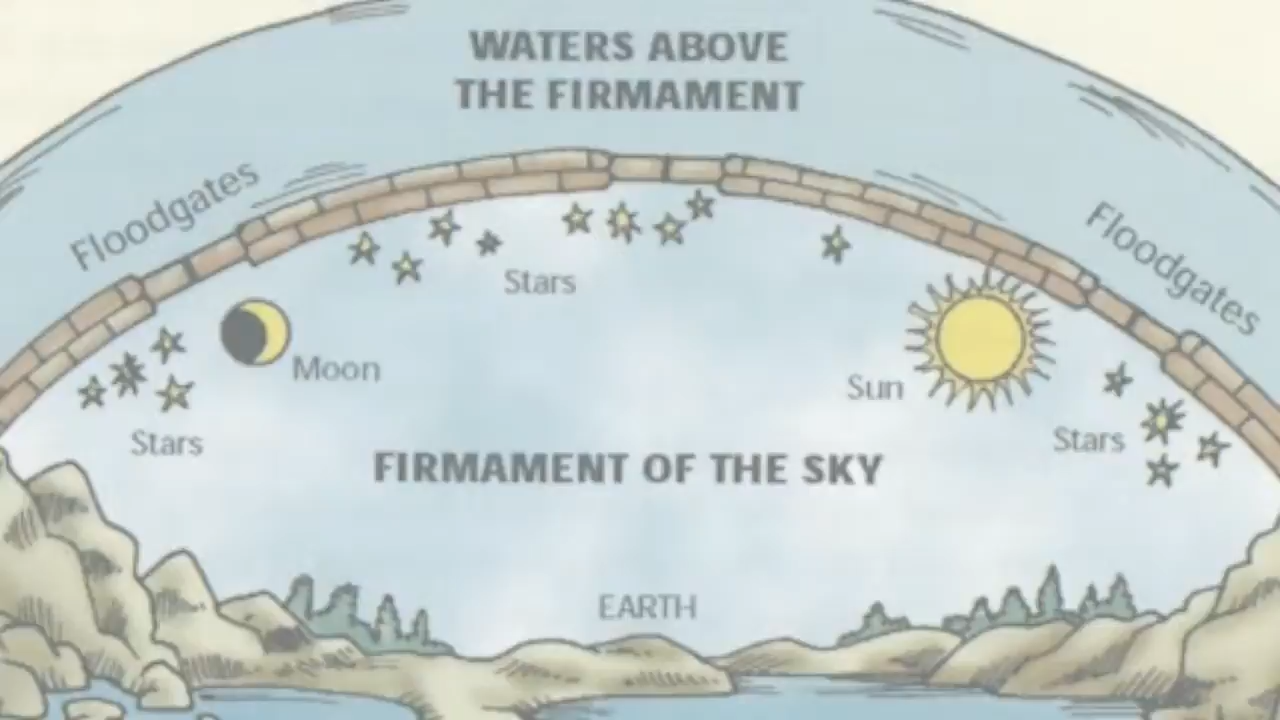 WATERS ABOVE
THE FIRMAMENT
Floodgates
Floodgates
Stars
Moon
Sun
Stars
Stars
FIRMAMENT OF THE SKY
EARTH